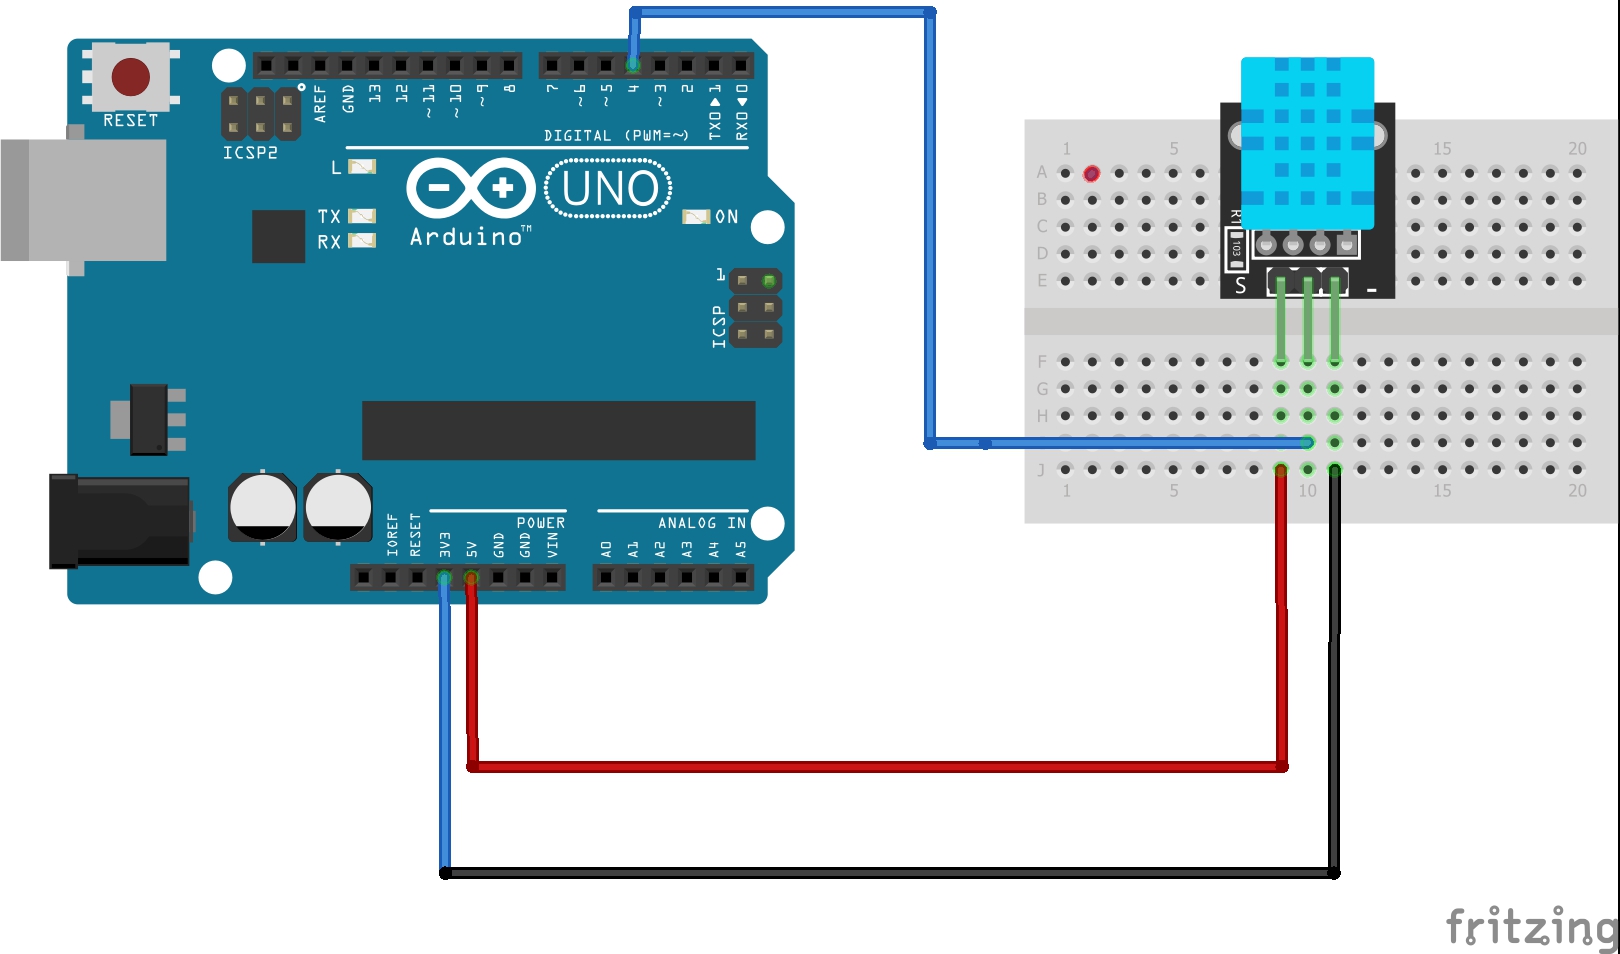 RESET
ICSP2
AREF
GND
13
12
~11
~10
~9
8
7
~6
~5
4
~3
2
TX0▲1
RX0▼0
DIGITAL (PWM=~)
L
TX
RX
UNO
Arduino™
ON
1
ICSP
IOREF
RESET
3V3
5V
GND
GND
VIN
POWER
ANALOG IN
A0
A1
A2
A3
A4
A5
1 5 15 20
A
B
C
D
E
103
S -
F
G
H
J
1 5 10 15 20
fritzing